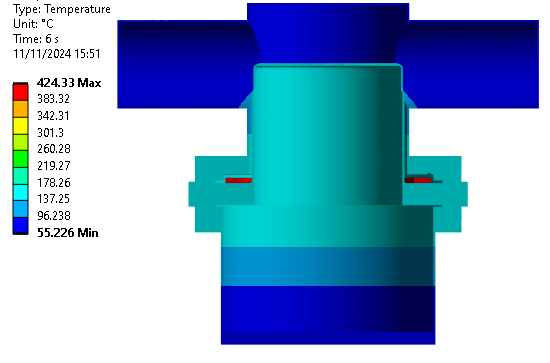 Type: Temperature
Unit: °C
Time: 6 s
11/11/2024 15:51
424.33 Max
383.32
342.31
301.3
260.28
219.27
178.26
137.25
96.238
55.226 Min